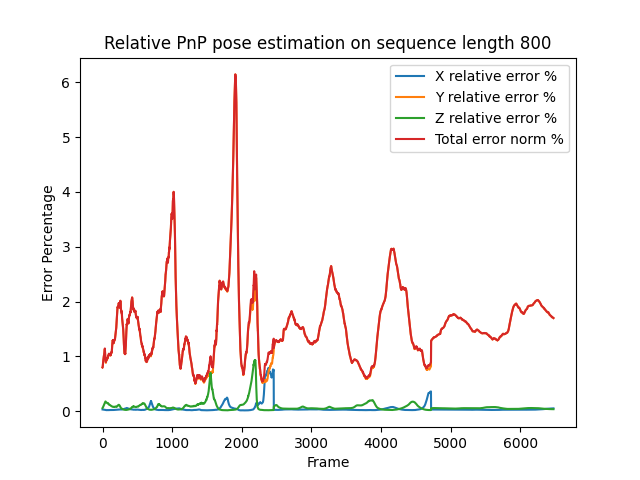 Relative PnP pose estimation on sequence length 800
X relative error %
Y relative error %
Z relative error %
Total error norm %
Error Percentage
6
5
4
3
2
1
0
0 1000 2000 3000 4000 5000 6000
Frame